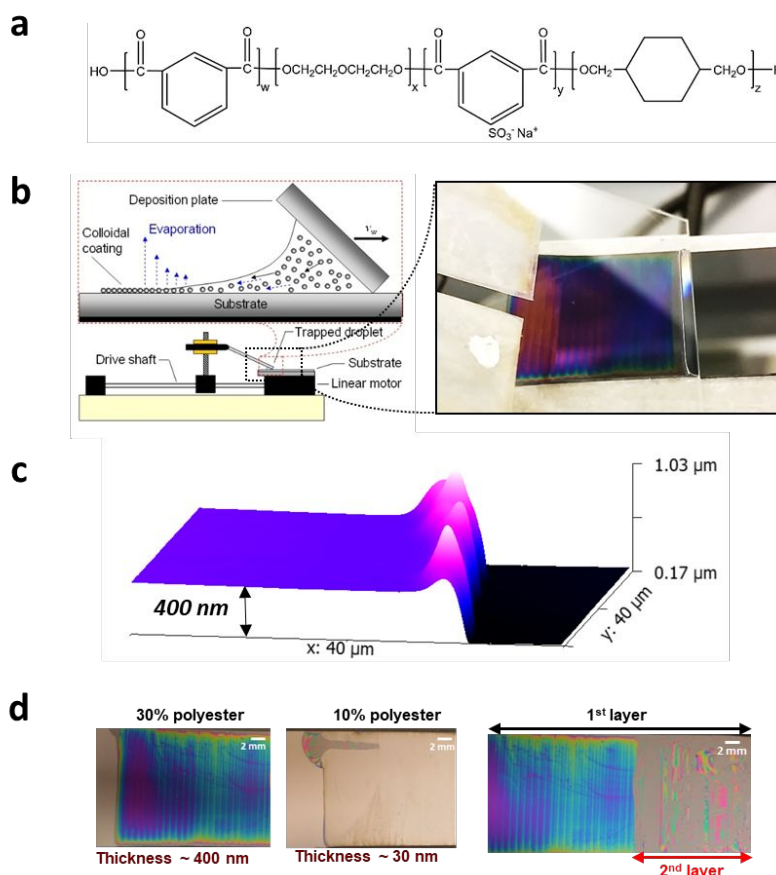 a
O
O
O
O
HO
C
C
w
OCH₂CH₂OCH₂CH₂O
x
C
C
y
OCH₂
CH₂O
z
SO₃⁻ Na⁺
b
Deposition plate
Colloidal
coating
Evaporation
v_w
Substrate
Trapped droplet
Drive shaft
Substrate
Linear motor
c
1.03 µm
0.17 µm
400 nm
x: 40 µm
y: 40 µm
d
30% polyester
10% polyester
1st layer
2 mm
2 mm
2 mm
Thickness ~ 400 nm
Thickness ~ 30 nm
2nd layer